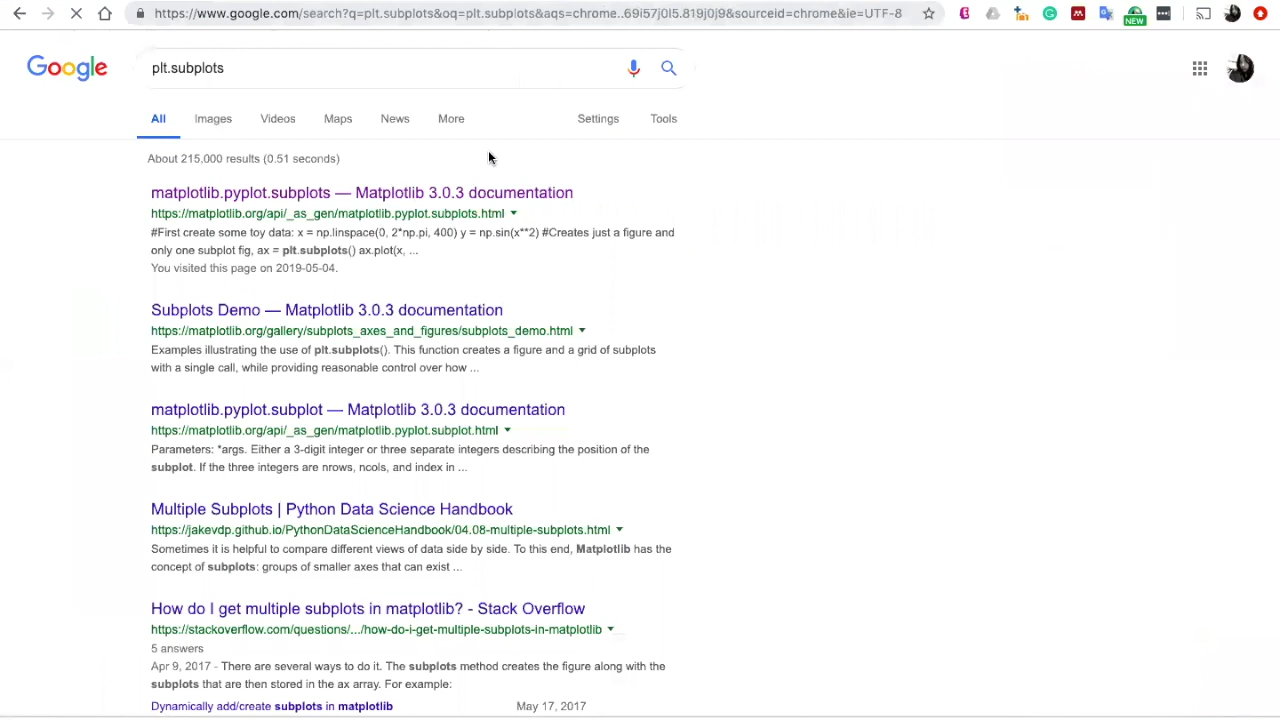 https://www.google.com/search?q=plt.subplots&oq=plt.subplots&aqs=chrome..69i57j0l5.819j0j9&sourceid=chrome&ie=UTF-8
NEW
Google
plt.subplots
All Images Videos Maps News More Settings Tools
About 215,000 results (0.51 seconds)
matplotlib.pyplot.subplots — Matplotlib 3.0.3 documentation
https://matplotlib.org/api/_as_gen/matplotlib.pyplot.subplots.html
#First create some toy data: x = np.linspace(0, 2*np.pi, 400) y = np.sin(x**2) #Creates just a figure and
only one subplot fig, ax = plt.subplots() ax.plot(x, ...
You visited this page on 2019-05-04.
Subplots Demo — Matplotlib 3.0.3 documentation
https://matplotlib.org/gallery/subplots_axes_and_figures/subplots_demo.html
Examples illustrating the use of plt.subplots(). This function creates a figure and a grid of subplots
with a single call, while providing reasonable control over how ...
matplotlib.pyplot.subplot — Matplotlib 3.0.3 documentation
https://matplotlib.org/api/_as_gen/matplotlib.pyplot.subplot.html
Parameters: *args. Either a 3-digit integer or three separate integers describing the position of the
subplot. If the three integers are nrows, ncols, and index in ...
Multiple Subplots | Python Data Science Handbook
https://jakevdp.github.io/PythonDataScienceHandbook/04.08-multiple-subplots.html
Sometimes it is helpful to compare different views of data side by side. To this end, Matplotlib has the
concept of subplots: groups of smaller axes that can exist ...
How do I get multiple subplots in matplotlib? - Stack Overflow
https://stackoverflow.com/questions/.../how-do-i-get-multiple-subplots-in-matplotlib
5 answers
Apr 9, 2017 - There are several ways to do it. The subplots method creates the figure along with the
subplots that are then stored in the ax array. For example:
Dynamically add/create subplots in matplotlib May 17, 2017